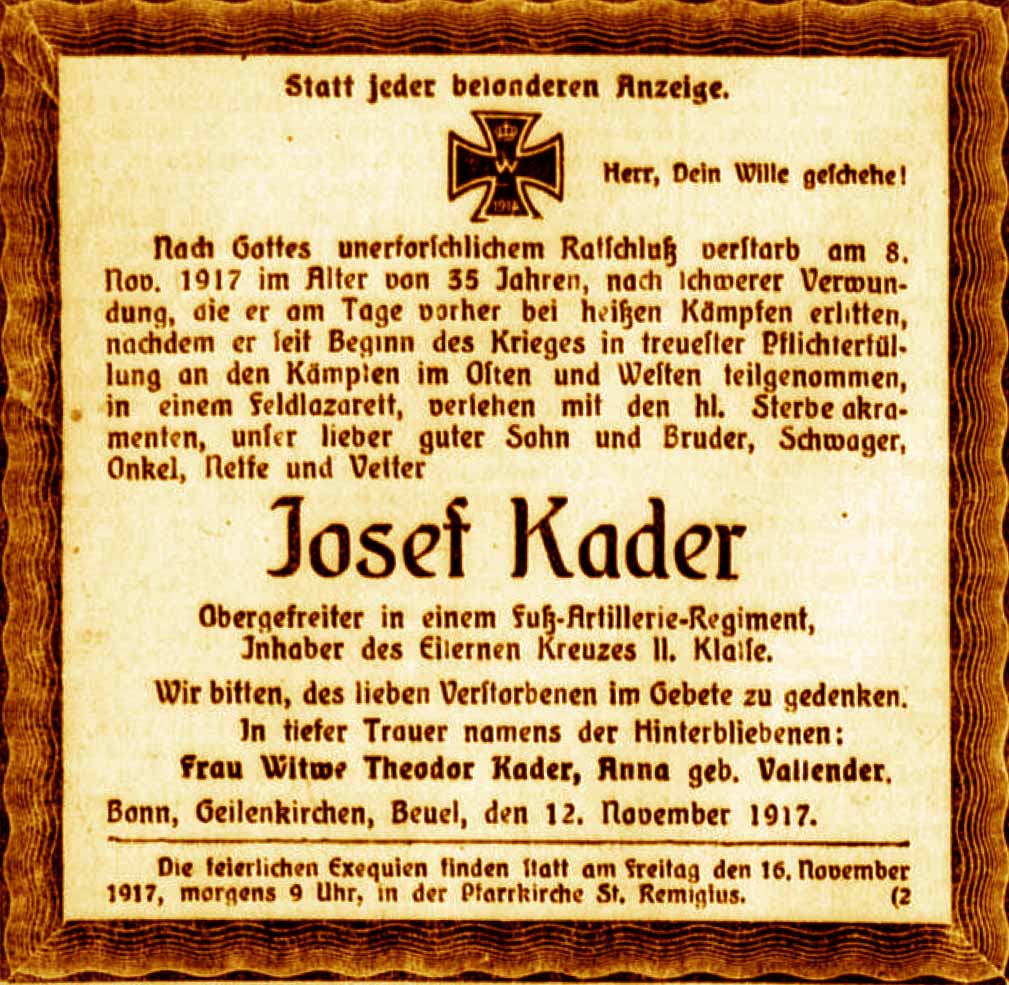 Statt jeder besonderen Anzeige.
W
1914
Herr, Dein Wille geschehe!
Nach Gottes unerforschlichem Ratschluß verstarb am 8.
Nov. 1917 im Alter von 35 Jahren, nach schwerer Verwun-
dung, die er am Tage vorher bei heißen Kämpfen erlitten,
nachdem er seit Beginn des Krieges in treuester Pflichterfül-
lung an den Kämpfen im Osten und Westen teilgenommen,
in einem Feldlazarett, versehen mit den hl. Sterbe akra-
menten, unser lieber guter Sohn und Bruder, Schwager,
Onkel, Neffe und Vetter
Josef Kader
Obergefreiter in einem Fuß-Artillerie-Regiment,
Inhaber des Eisernen Kreuzes II. Klasse.
Wir bitten, des lieben Verstorbenen im Gebete zu gedenken.
In tiefer Trauer namens der Hinterbliebenen:
Frau Witwe Theodor Kader, Anna geb. Vallender.
Bonn, Geilenkirchen, Beuel, den 12. November 1917.
Die feierlichen Exequien finden statt am Freitag den 16. November
1917, morgens 9 Uhr, in der Pfarrkirche St. Remigius. (2